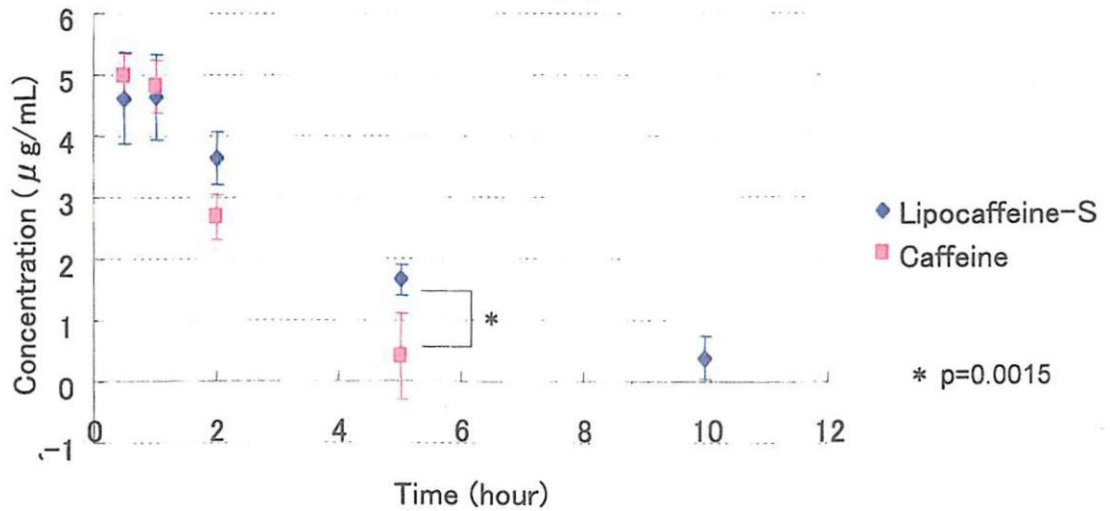 6
5
4
3
2
1
0
-1
Concentration (μg/mL)
0 2 4 6 8 10 12
Time (hour)
Lipocaffeine-S
Caffeine
*
* p=0.0015